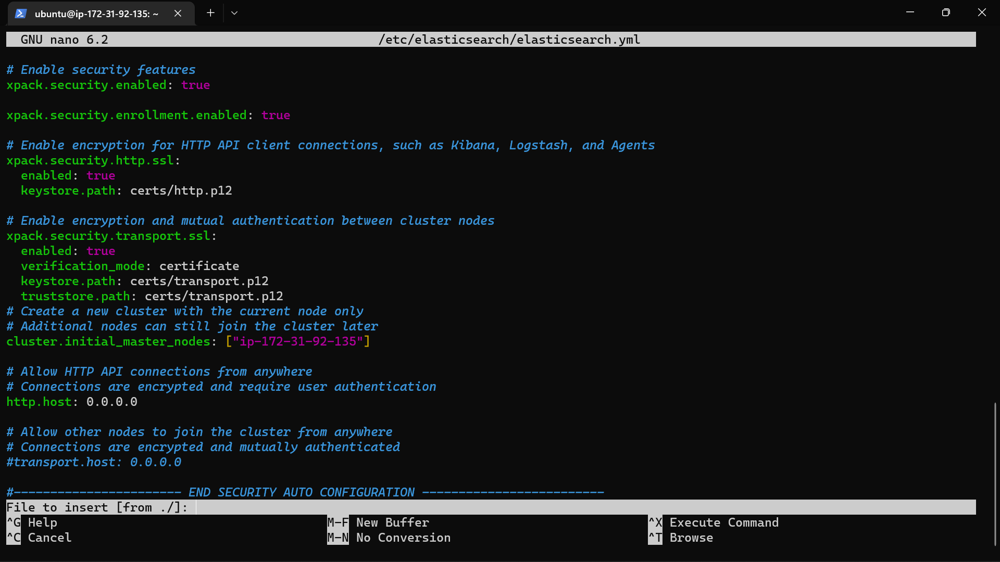 ubuntu@ip-172-31-92-135: ~
GNU nano 6.2 /etc/elasticsearch/elasticsearch.yml
# Enable security features
xpack.security.enabled: true
xpack.security.enrollment.enabled: true
# Enable encryption for HTTP API client connections, such as Kibana, Logstash, and Agents
xpack.security.http.ssl:
  enabled: true
  keystore.path: certs/http.p12
# Enable encryption and mutual authentication between cluster nodes
xpack.security.transport.ssl:
  enabled: true
  verification_mode: certificate
  keystore.path: certs/transport.p12
  truststore.path: certs/transport.p12
# Create a new cluster with the current node only
# Additional nodes can still join the cluster later
cluster.initial_master_nodes: ["ip-172-31-92-135"]
# Allow HTTP API connections from anywhere
# Connections are encrypted and require user authentication
http.host: 0.0.0.0
# Allow other nodes to join the cluster from anywhere
# Connections are encrypted and mutually authenticated
#transport.host: 0.0.0.0
#----------------------- END SECURITY AUTO CONFIGURATION -------------------------
File to insert [from ./]:
^G Help M-F New Buffer ^X Execute Command
^C Cancel M-N No Conversion ^T Browse